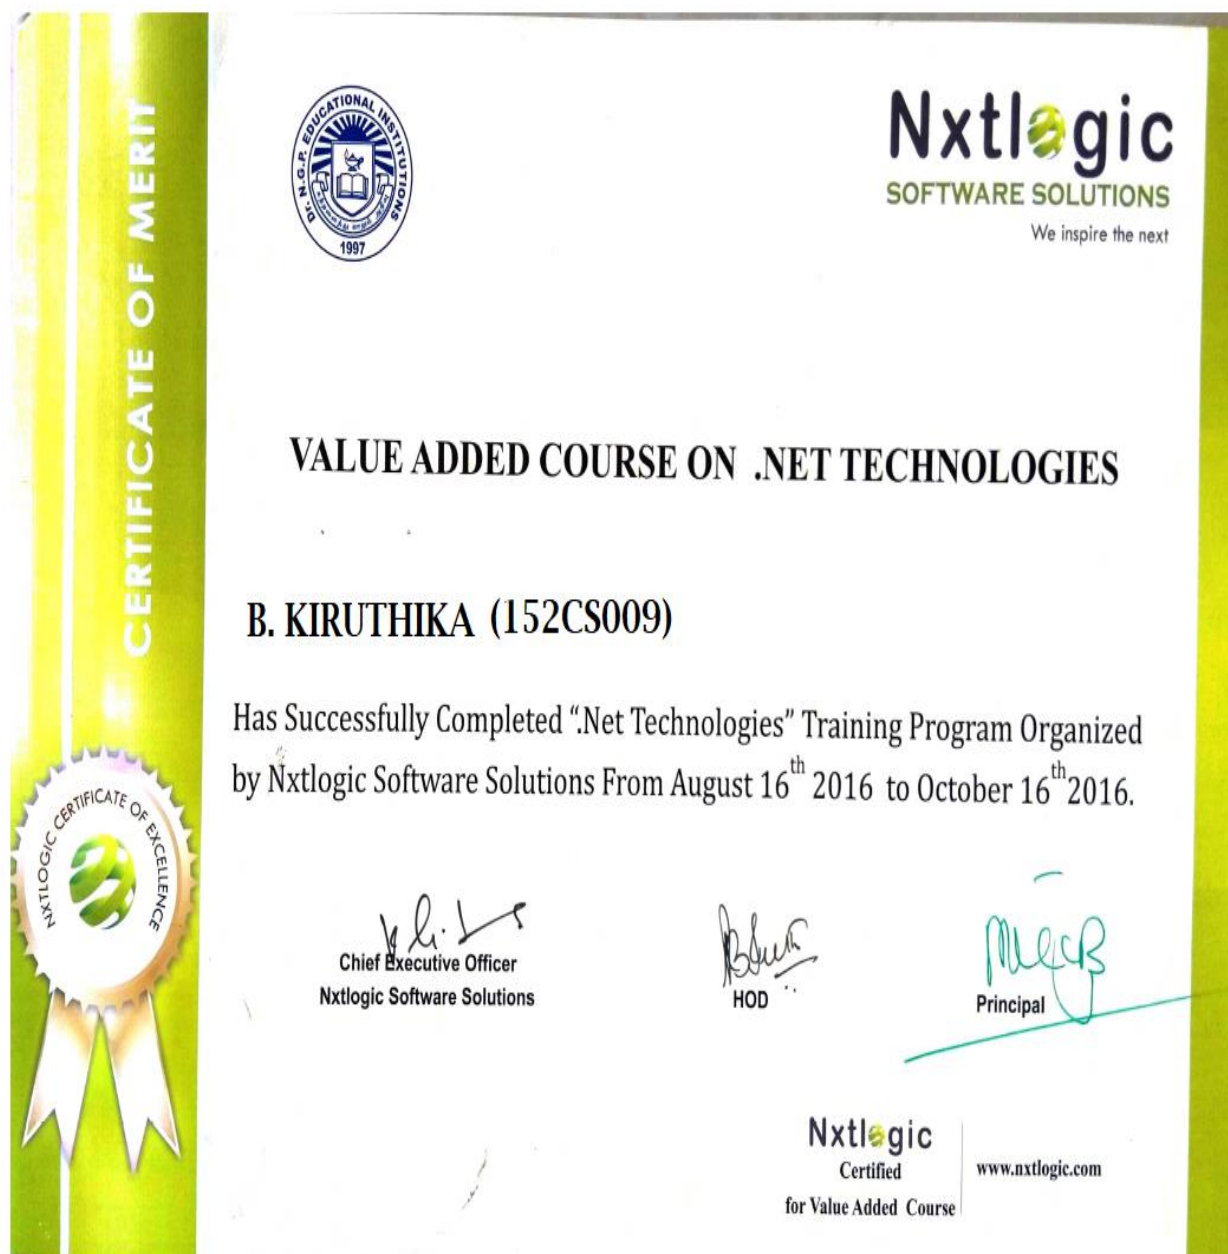 CERTIFICATE OF MERIT
Dr. N.G.P. EDUCATIONAL INSTITUTIONS
1997
Nxtlogic
SOFTWARE SOLUTIONS
We inspire the next
VALUE ADDED COURSE ON .NET TECHNOLOGIES
B. KIRUTHIKA (152CS009)
Has Successfully Completed “.Net Technologies” Training Program Organized
by Nxtlogic Software Solutions From August 16th 2016 to October 16th 2016.
NXTLOGIC CERTIFICATE OF EXCELLENCE
Chief Executive Officer
Nxtlogic Software Solutions
HOD
Principal
Nxtlogic
Certified
for Value Added Course
www.nxtlogic.com